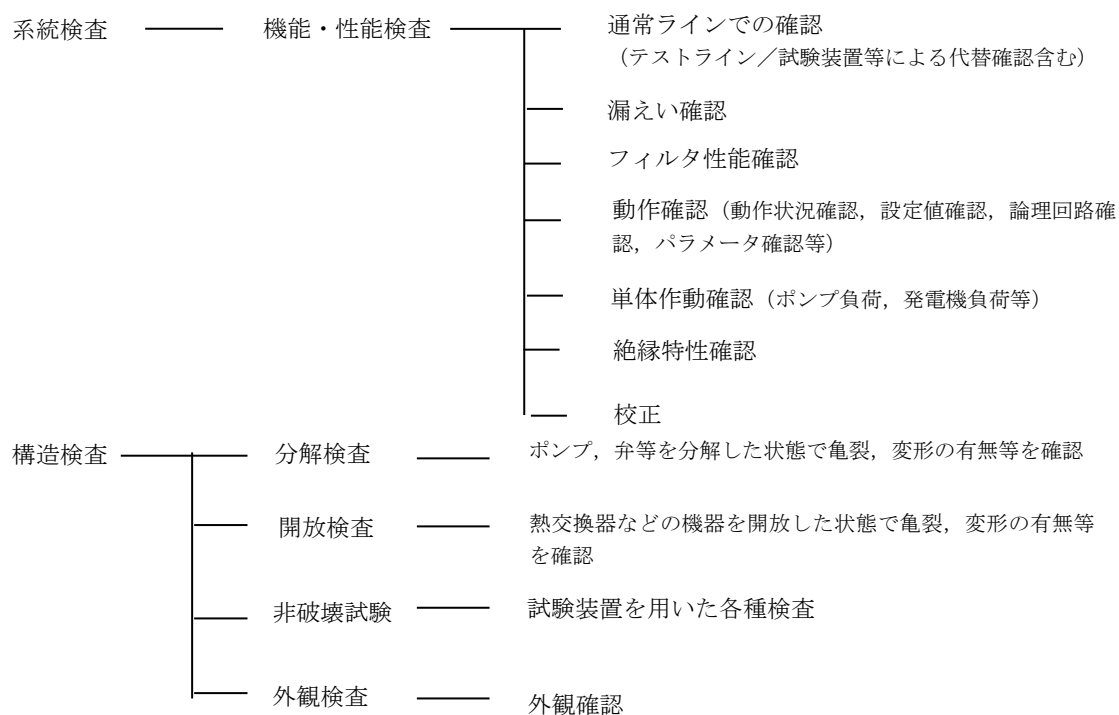 系統検査 機能・性能検査 通常ラインでの確認
（テストライン／試験装置等による代替確認含む）
漏えい確認
フィルタ性能確認
動作確認（動作状況確認，設定値確認，論理回路確
認，パラメータ確認等）
単体作動確認（ポンプ負荷，発電機負荷等）
絶縁特性確認
校正
構造検査 分解検査 ポンプ，弁等を分解した状態で亀裂，変形の有無等を確認
開放検査 熱交換器などの機器を開放した状態で亀裂，変形の有無等
を確認
非破壊試験 試験装置を用いた各種検査
外観検査 外観確認